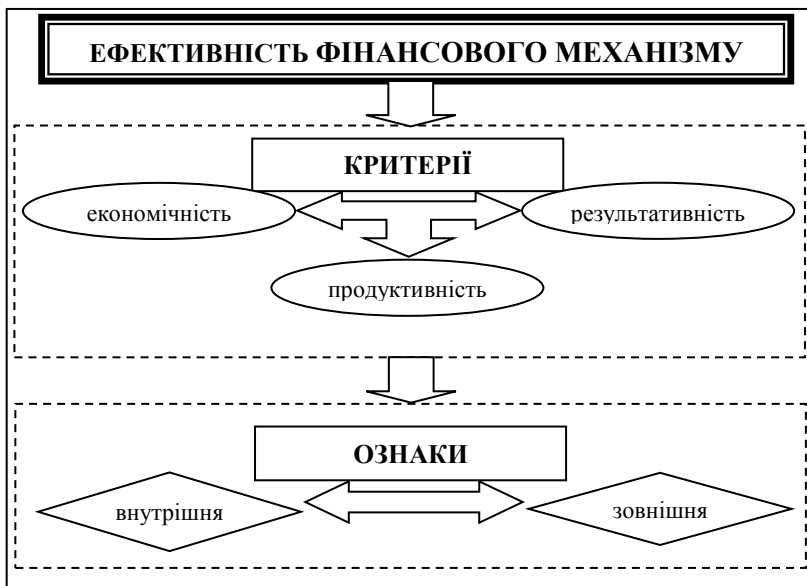 ЕФЕКТИВНІСТЬ ФІНАНСОВОГО МЕХАНІЗМУ
КРИТЕРІЇ
економічність
результативність
продуктивність
ОЗНАКИ
внутрішня
зовнішня